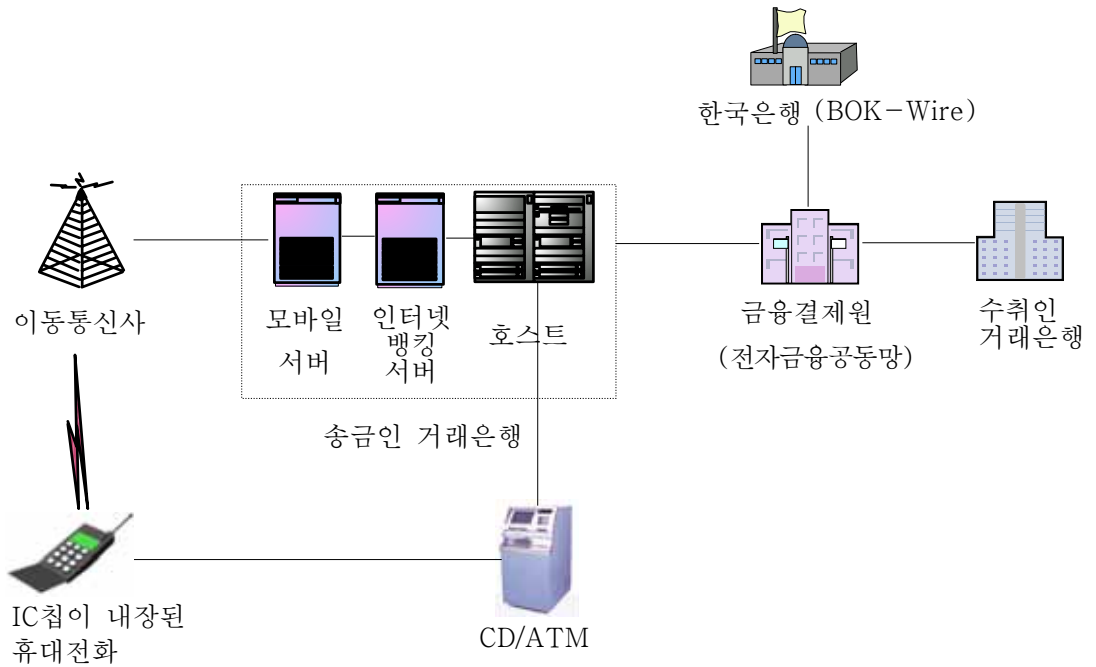 한국은행 (BOK-Wire)
이동통신사
모바일
서버
인터넷
뱅킹
서버
호스트
금융결제원
(전자금융공동망)
수취인
거래은행
송금인 거래은행
IC칩이 내장된
휴대전화
CD/ATM